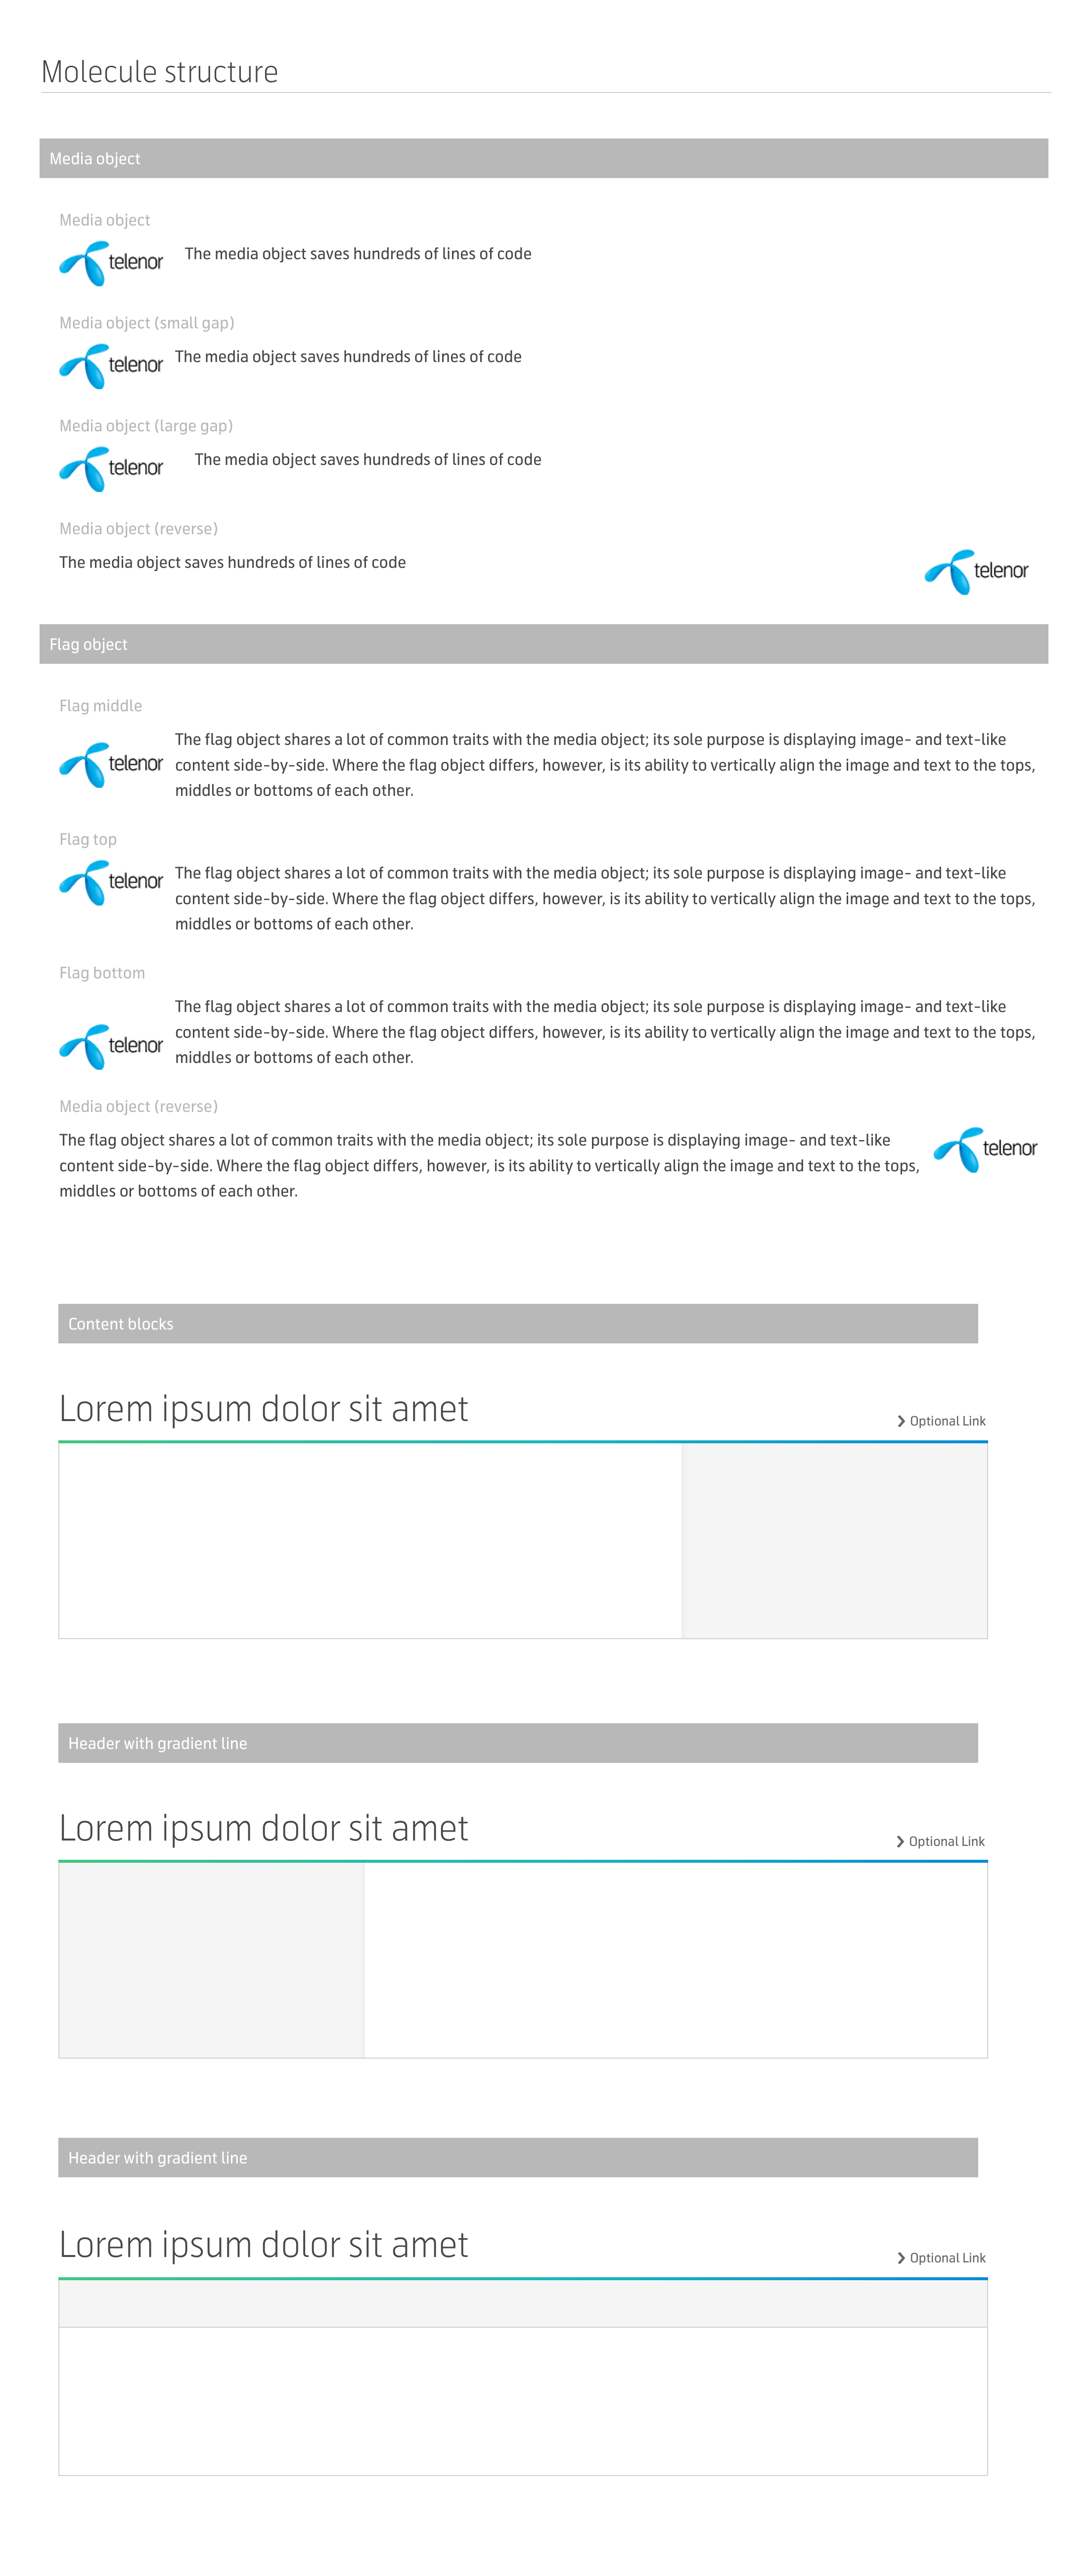 Molecule structure
Media object
Media object
telenor
The media object saves hundreds of lines of code
Media object (small gap)
telenor
The media object saves hundreds of lines of code
Media object (large gap)
telenor
The media object saves hundreds of lines of code
Media object (reverse)
The media object saves hundreds of lines of code
telenor
Flag object
Flag middle
telenor
The flag object shares a lot of common traits with the media object; its sole purpose is displaying image- and text-like
content side-by-side. Where the flag object differs, however, is its ability to vertically align the image and text to the tops,
middles or bottoms of each other.
Flag top
telenor
The flag object shares a lot of common traits with the media object; its sole purpose is displaying image- and text-like
content side-by-side. Where the flag object differs, however, is its ability to vertically align the image and text to the tops,
middles or bottoms of each other.
Flag bottom
telenor
The flag object shares a lot of common traits with the media object; its sole purpose is displaying image- and text-like
content side-by-side. Where the flag object differs, however, is its ability to vertically align the image and text to the tops,
middles or bottoms of each other.
Media object (reverse)
The flag object shares a lot of common traits with the media object; its sole purpose is displaying image- and text-like
content side-by-side. Where the flag object differs, however, is its ability to vertically align the image and text to the tops,
middles or bottoms of each other.
telenor
Content blocks
Lorem ipsum dolor sit amet
Optional Link
Header with gradient line
Lorem ipsum dolor sit amet
Optional Link
Header with gradient line
Lorem ipsum dolor sit amet
Optional Link